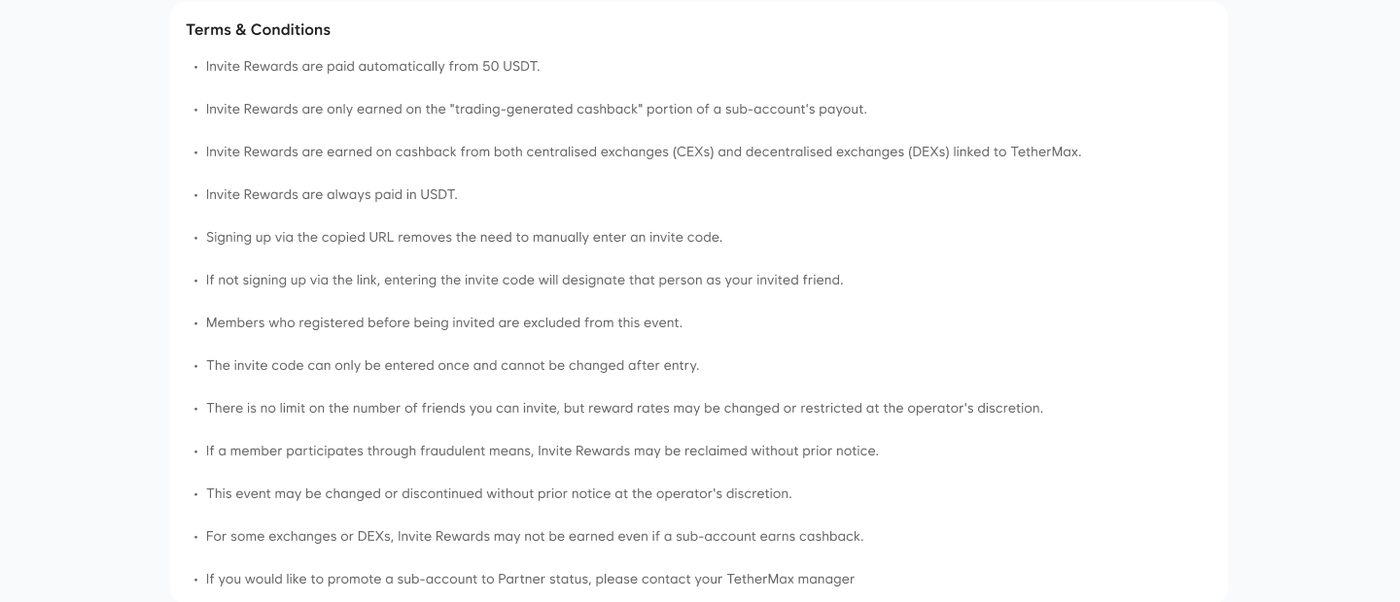 Terms & Conditions
• Invite Rewards are paid automatically from 50 USDT.
• Invite Rewards are only earned on the "trading-generated cashback" portion of a sub-account's payout.
• Invite Rewards are earned on cashback from both centralised exchanges (CEXs) and decentralised exchanges (DEXs) linked to TetherMax.
• Invite Rewards are always paid in USDT.
• Signing up via the copied URL removes the need to manually enter an invite code.
• If not signing up via the link, entering the invite code will designate that person as your invited friend.
• Members who registered before being invited are excluded from this event.
• The invite code can only be entered once and cannot be changed after entry.
• There is no limit on the number of friends you can invite, but reward rates may be changed or restricted at the operator's discretion.
• If a member participates through fraudulent means, Invite Rewards may be reclaimed without prior notice.
• This event may be changed or discontinued without prior notice at the operator's discretion.
• For some exchanges or DEXs, Invite Rewards may not be earned even if a sub-account earns cashback.
• If you would like to promote a sub-account to Partner status, please contact your TetherMax manager